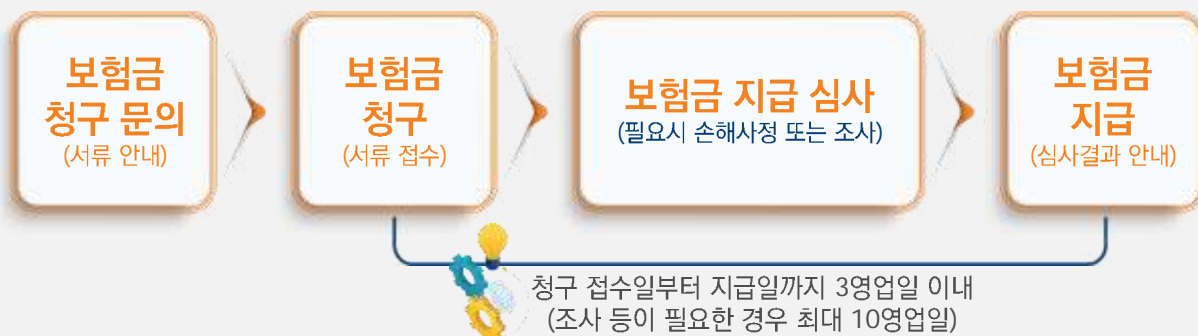 보험금
청구 문의
(서류 안내)
보험금
청구
(서류 접수)
보험금 지급 심사
(필요시 손해사정 또는 조사)
보험금
지급
(심사결과 안내)
청구 접수일부터 지급일까지 3영업일 이내
(조사 등이 필요한 경우 최대 10영업일)